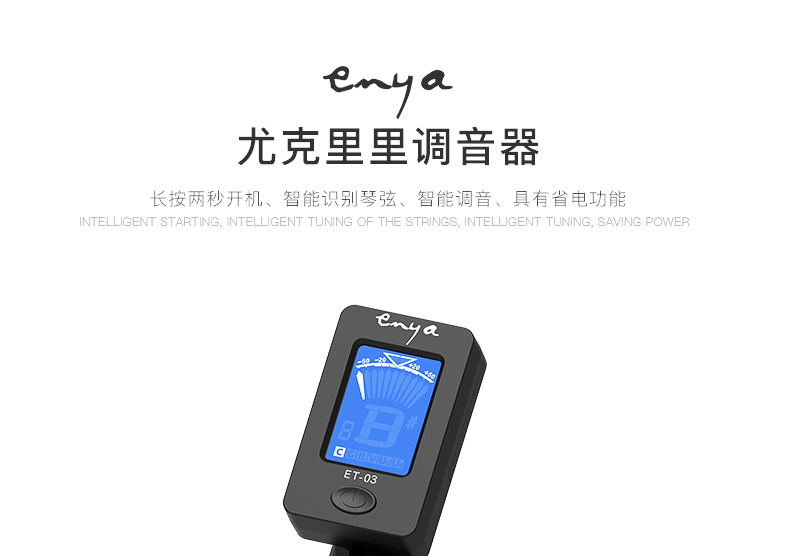 enya
尤克里里调音器
长按两秒开机、智能识别琴弦、智能调音、具有省电功能
INTELLIGENT STARTING, INTELLIGENT TUNING OF THE STRINGS, INTELLIGENT TUNING, SAVING POWER
enya
-50 -20 +20 +50
8 B #
C G B V U U
ET-03